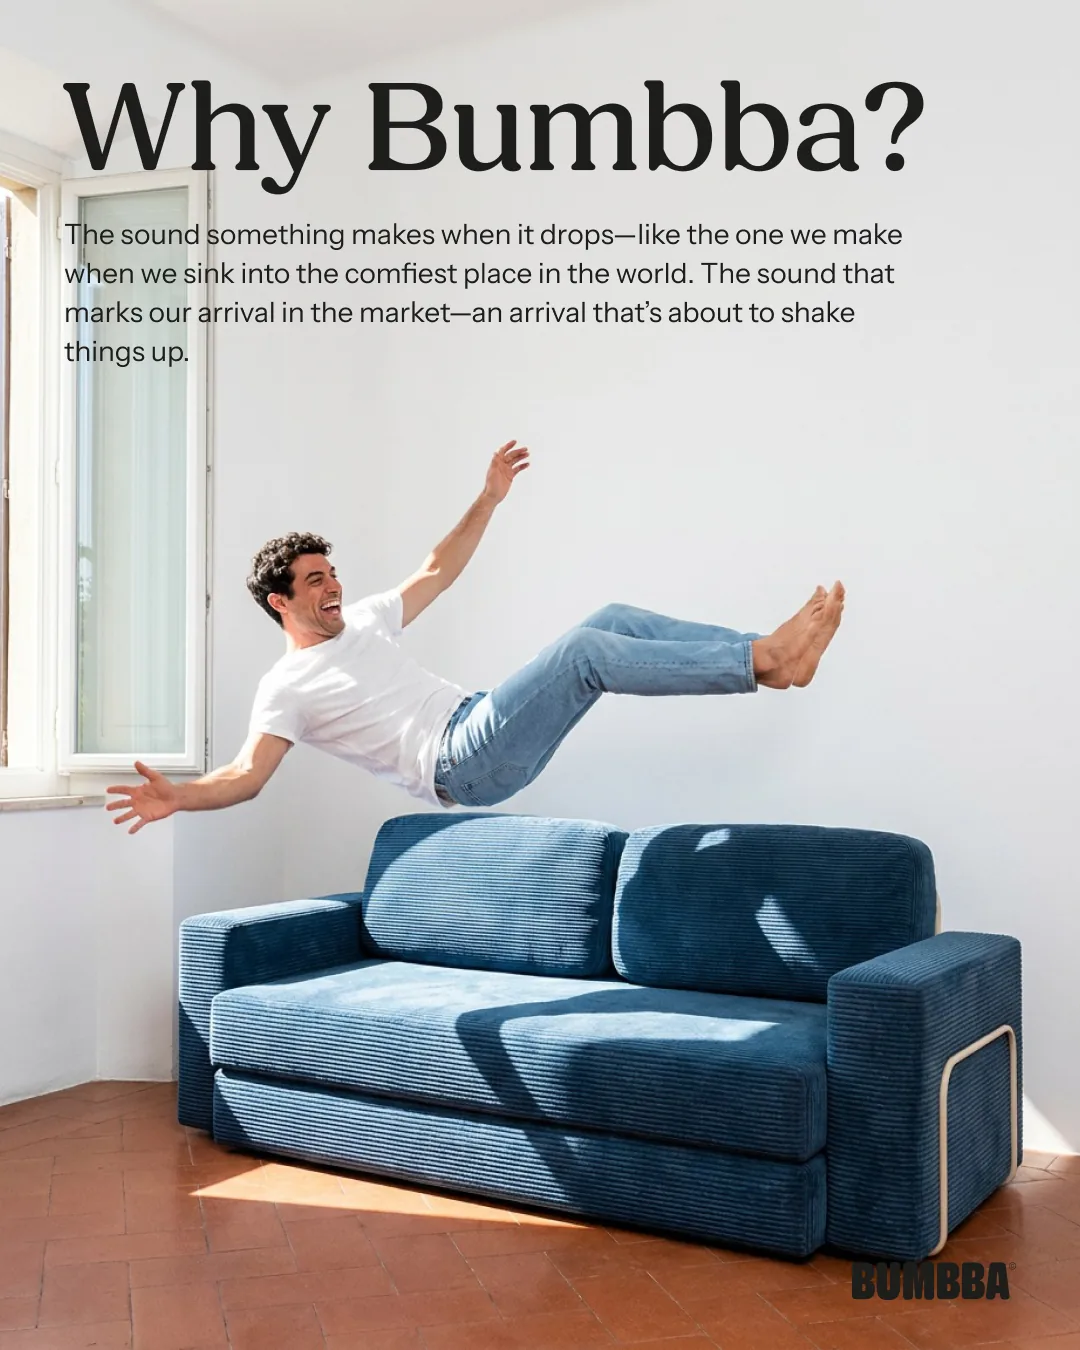 Why Bumbba?
The sound something makes when it drops—like the one we make
when we sink into the comfiest place in the world. The sound that
marks our arrival in the market—an arrival that’s about to shake
things up.
BUMBBA®